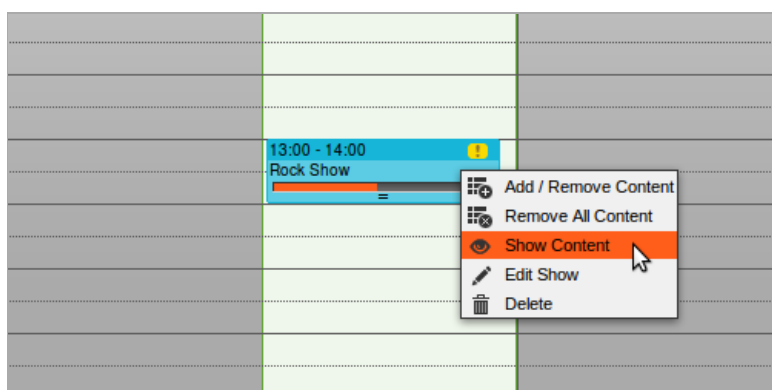 13:00 - 14:00 !
Rock Show
Add / Remove Content
Remove All Content
Show Content
Edit Show
Delete